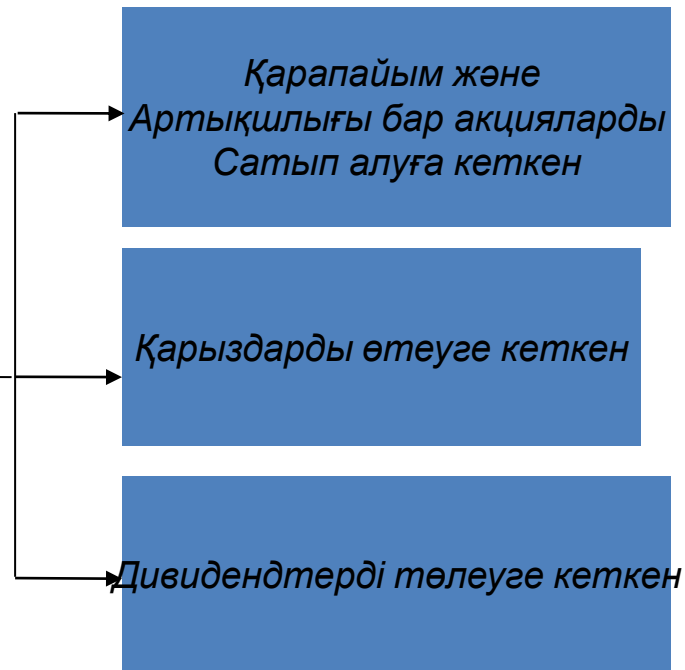 Қарапайым және
Артықшлығы бар акцияларды
Сатып алуға кеткен
Қарыздарды өтеуге кеткен
Дивидендтерді төлеуге кеткен